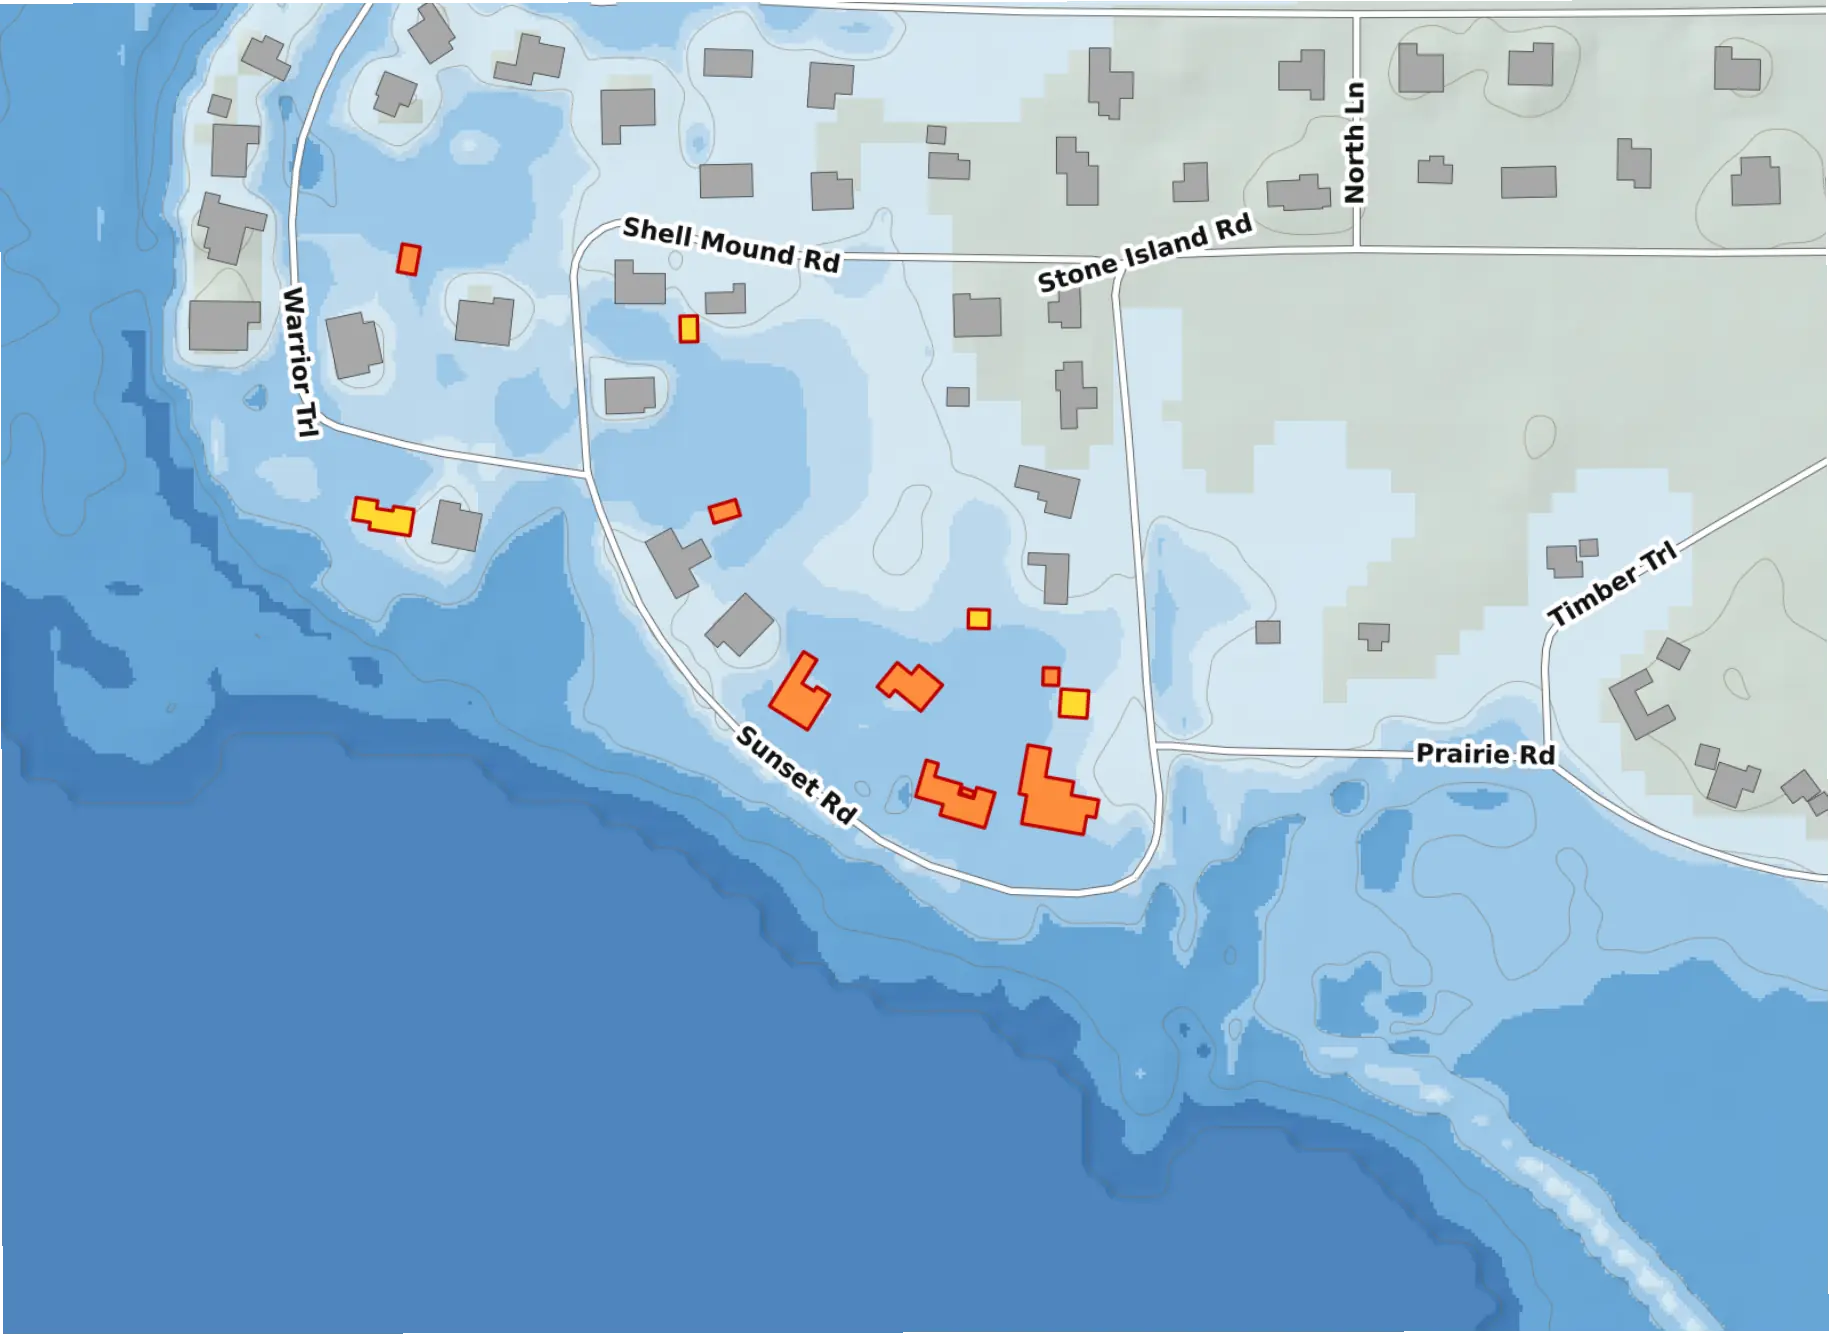 North Ln
Shell Mound Rd
Stone Island Rd
Warrior Trl
Timber Trl
Sunset Rd
Prairie Rd